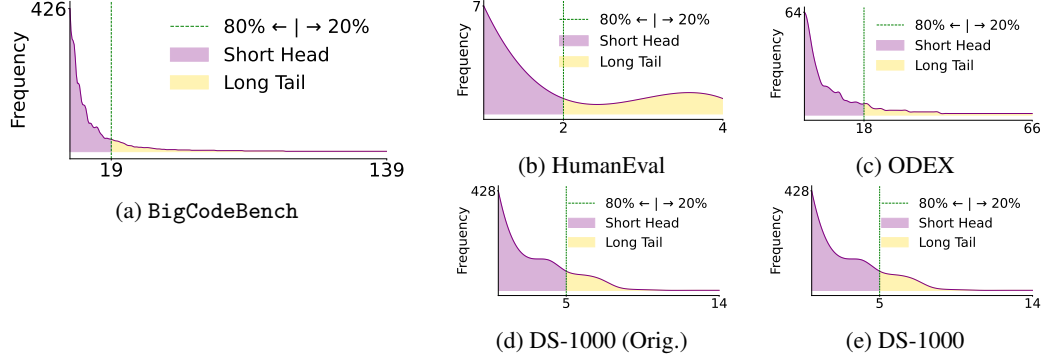 426
Frequency
80% ← | → 20%
Short Head
Long Tail
19
139
(a) BigCodeBench
7
Frequency
80% ← | → 20%
Short Head
Long Tail
2
4
(b) HumanEval
64
Frequency
80% ← | → 20%
Short Head
Long Tail
18
66
(c) ODEX
428
Frequency
80% ← | → 20%
Short Head
Long Tail
5
14
(d) DS-1000 (Orig.)
428
Frequency
80% ← | → 20%
Short Head
Long Tail
5
14
(e) DS-1000